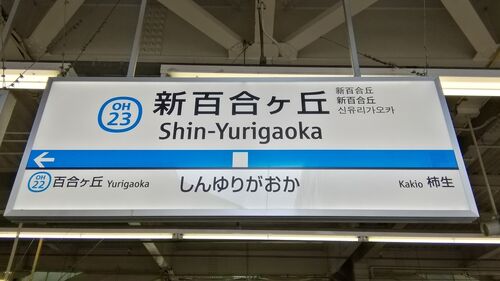 OH
23
新百合ヶ丘
Shin-Yurigaoka
新百合丘
新百合丘
신유리가오카
OH
22
百合ヶ丘 Yurigaoka
しんゆりがおか
Kakio 柿生